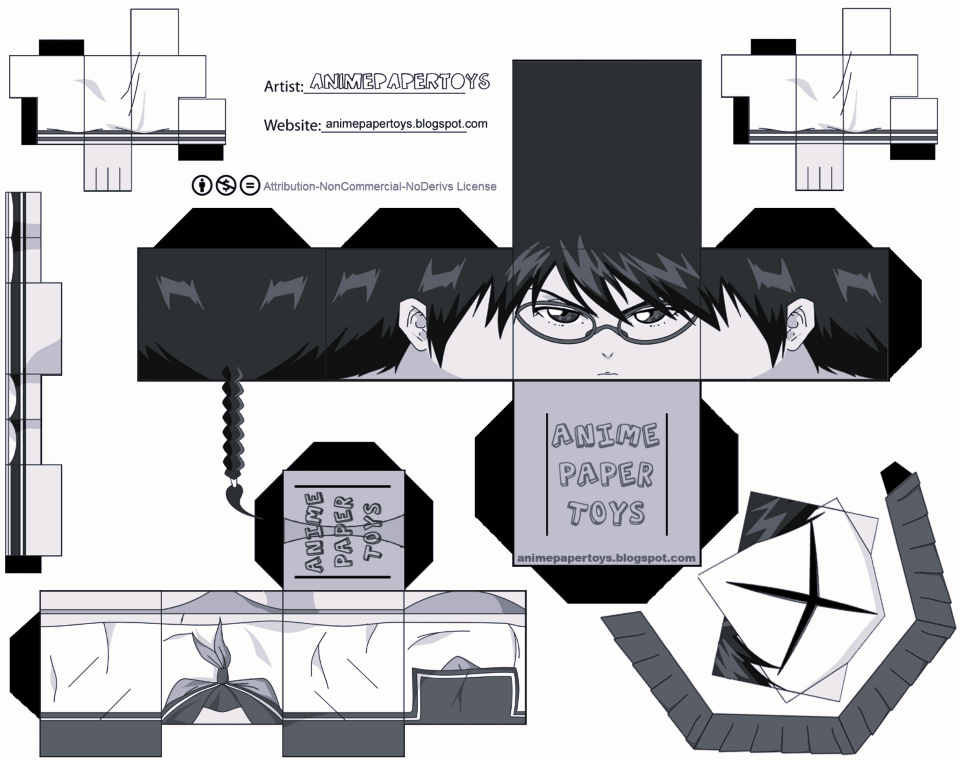 Artist: ANIMEPAPERTOYS
Website: animepapertoys.blogspot.com
Attribution-NonCommercial-NoDerivs License
ANIME
PAPER
TOYS
animepapertoys.blogspot.com
ANIME
PAPER
TOYS